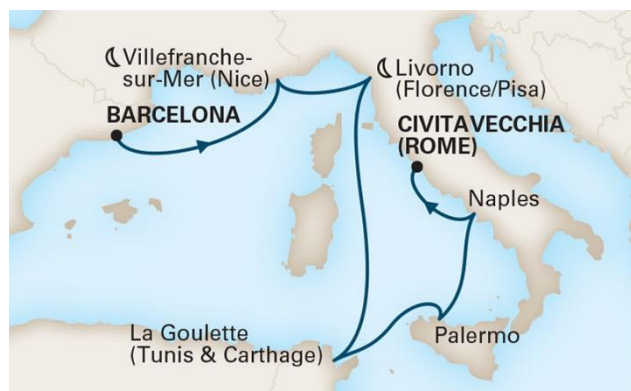 Villefranche-
sur-Mer (Nice)
BARCELONA
Livorno
(Florence/Pisa)
CIVITAVECCHIA
(ROME)
Naples
La Goulette
(Tunis & Carthage)
Palermo